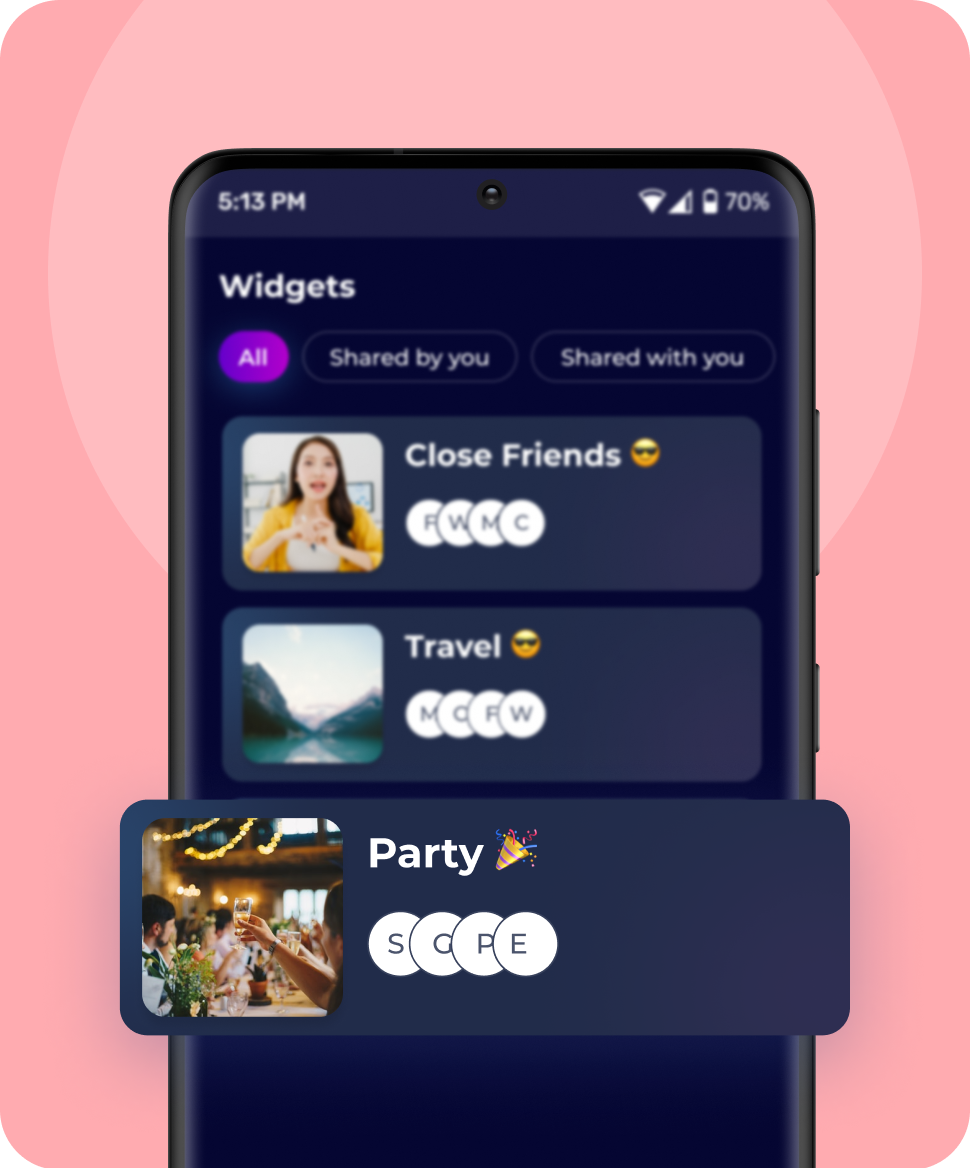 5:13 PM 70%
Widgets
All Shared by you Shared with you
Close Friends 😎
F W M C
Travel 😎
M C F W
Party 🎉
S G P E